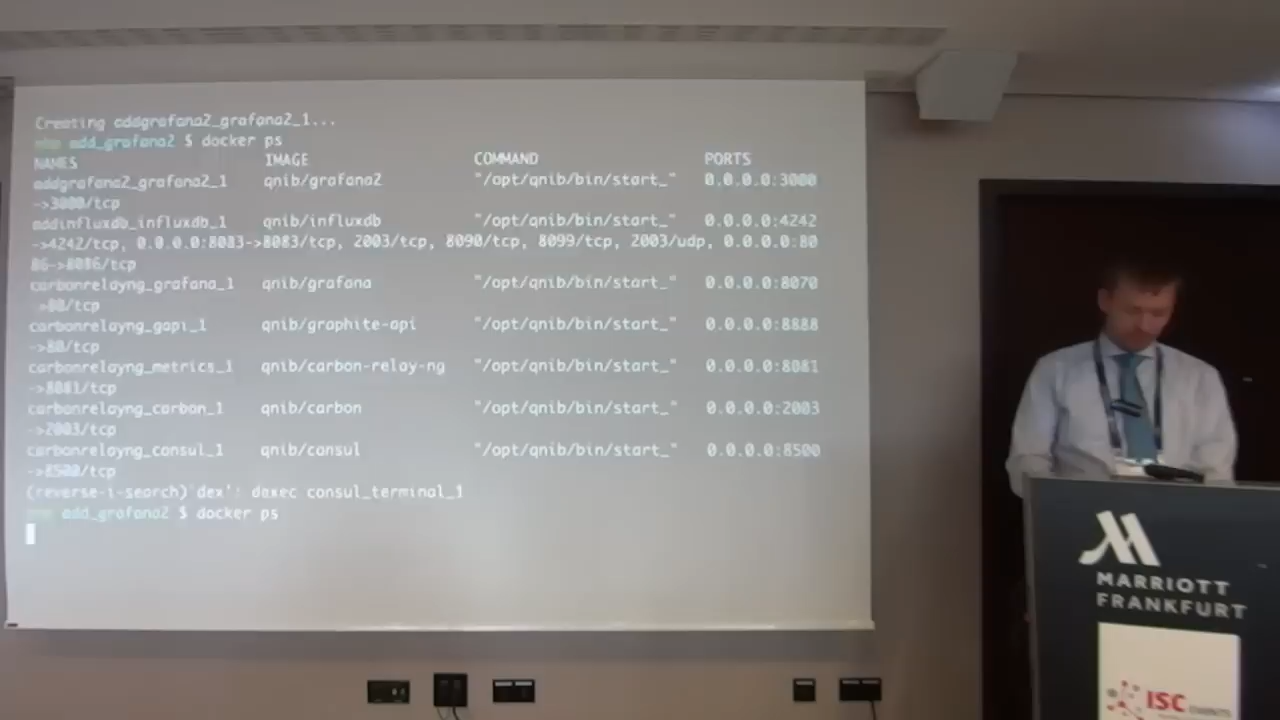 Creating addgrafana2_grafana2_1...
add_grafana2 $ docker ps
NAMES IMAGE COMMAND PORTS
addgrafana2_grafana2_1 qnib/grafana2 "/opt/qnib/bin/start_" 0.0.0.0:3000
->3000/tcp
addinfluxdb_influxdb_1 qnib/influxdb "/opt/qnib/bin/start_" 0.0.0.0:4242
->4242/tcp, 0.0.0.0:8083->8083/tcp, 2003/tcp, 8090/tcp, 8099/tcp, 2003/udp, 0.0.0.0:80
86->8086/tcp
carbonrelayng_grafana_1 qnib/grafana "/opt/qnib/bin/start_" 0.0.0.0:8070
->80/tcp
carbonrelayng_gapi_1 qnib/graphite-api "/opt/qnib/bin/start_" 0.0.0.0:8888
->80/tcp
carbonrelayng_metrics_1 qnib/carbon-relay-ng "/opt/qnib/bin/start_" 0.0.0.0:8081
->8081/tcp
carbonrelayng_carbon_1 qnib/carbon "/opt/qnib/bin/start_" 0.0.0.0:2003
->2003/tcp
carbonrelayng_consul_1 qnib/consul "/opt/qnib/bin/start_" 0.0.0.0:8500
->8500/tcp
(reverse-i-search)`dex': daxec consul_terminal_1
add_grafana2 $ docker ps
MARRIOTT
FRANKFURT
ISC